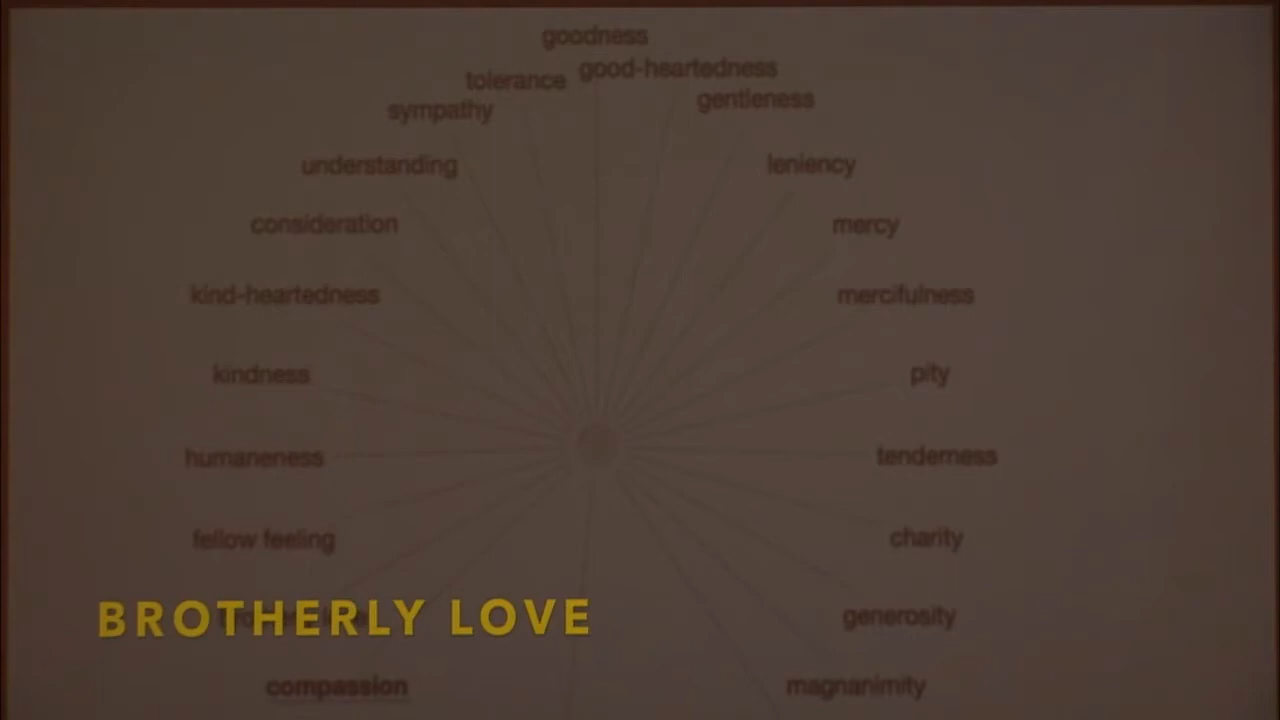 goodness
tolerance good-heartedness
sympathy gentleness
understanding leniency
consideration mercy
kind-heartedness mercifulness
kindness pity
humaneness tenderness
fellow feeling charity
BROTHERLY LOVE
generosity
compassion magnanimity